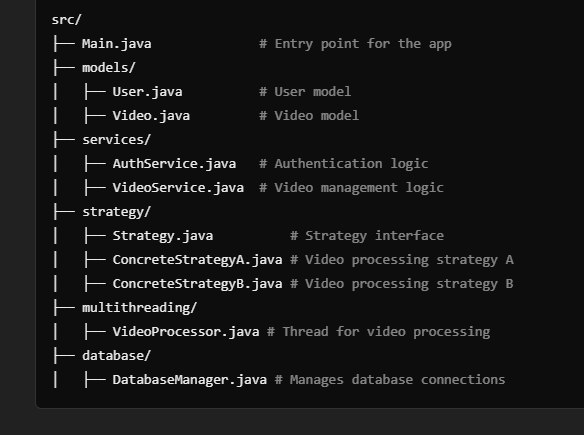 src/
├── Main.java              # Entry point for the app
├── models/
│   ├── User.java          # User model
│   ├── Video.java         # Video model
├── services/
│   ├── AuthService.java   # Authentication logic
│   ├── VideoService.java  # Video management logic
├── strategy/
│   ├── Strategy.java          # Strategy interface
│   ├── ConcreteStrategyA.java # Video processing strategy A
│   ├── ConcreteStrategyB.java # Video processing strategy B
├── multithreading/
│   ├── VideoProcessor.java # Thread for video processing
├── database/
│   ├── DatabaseManager.java # Manages database connections